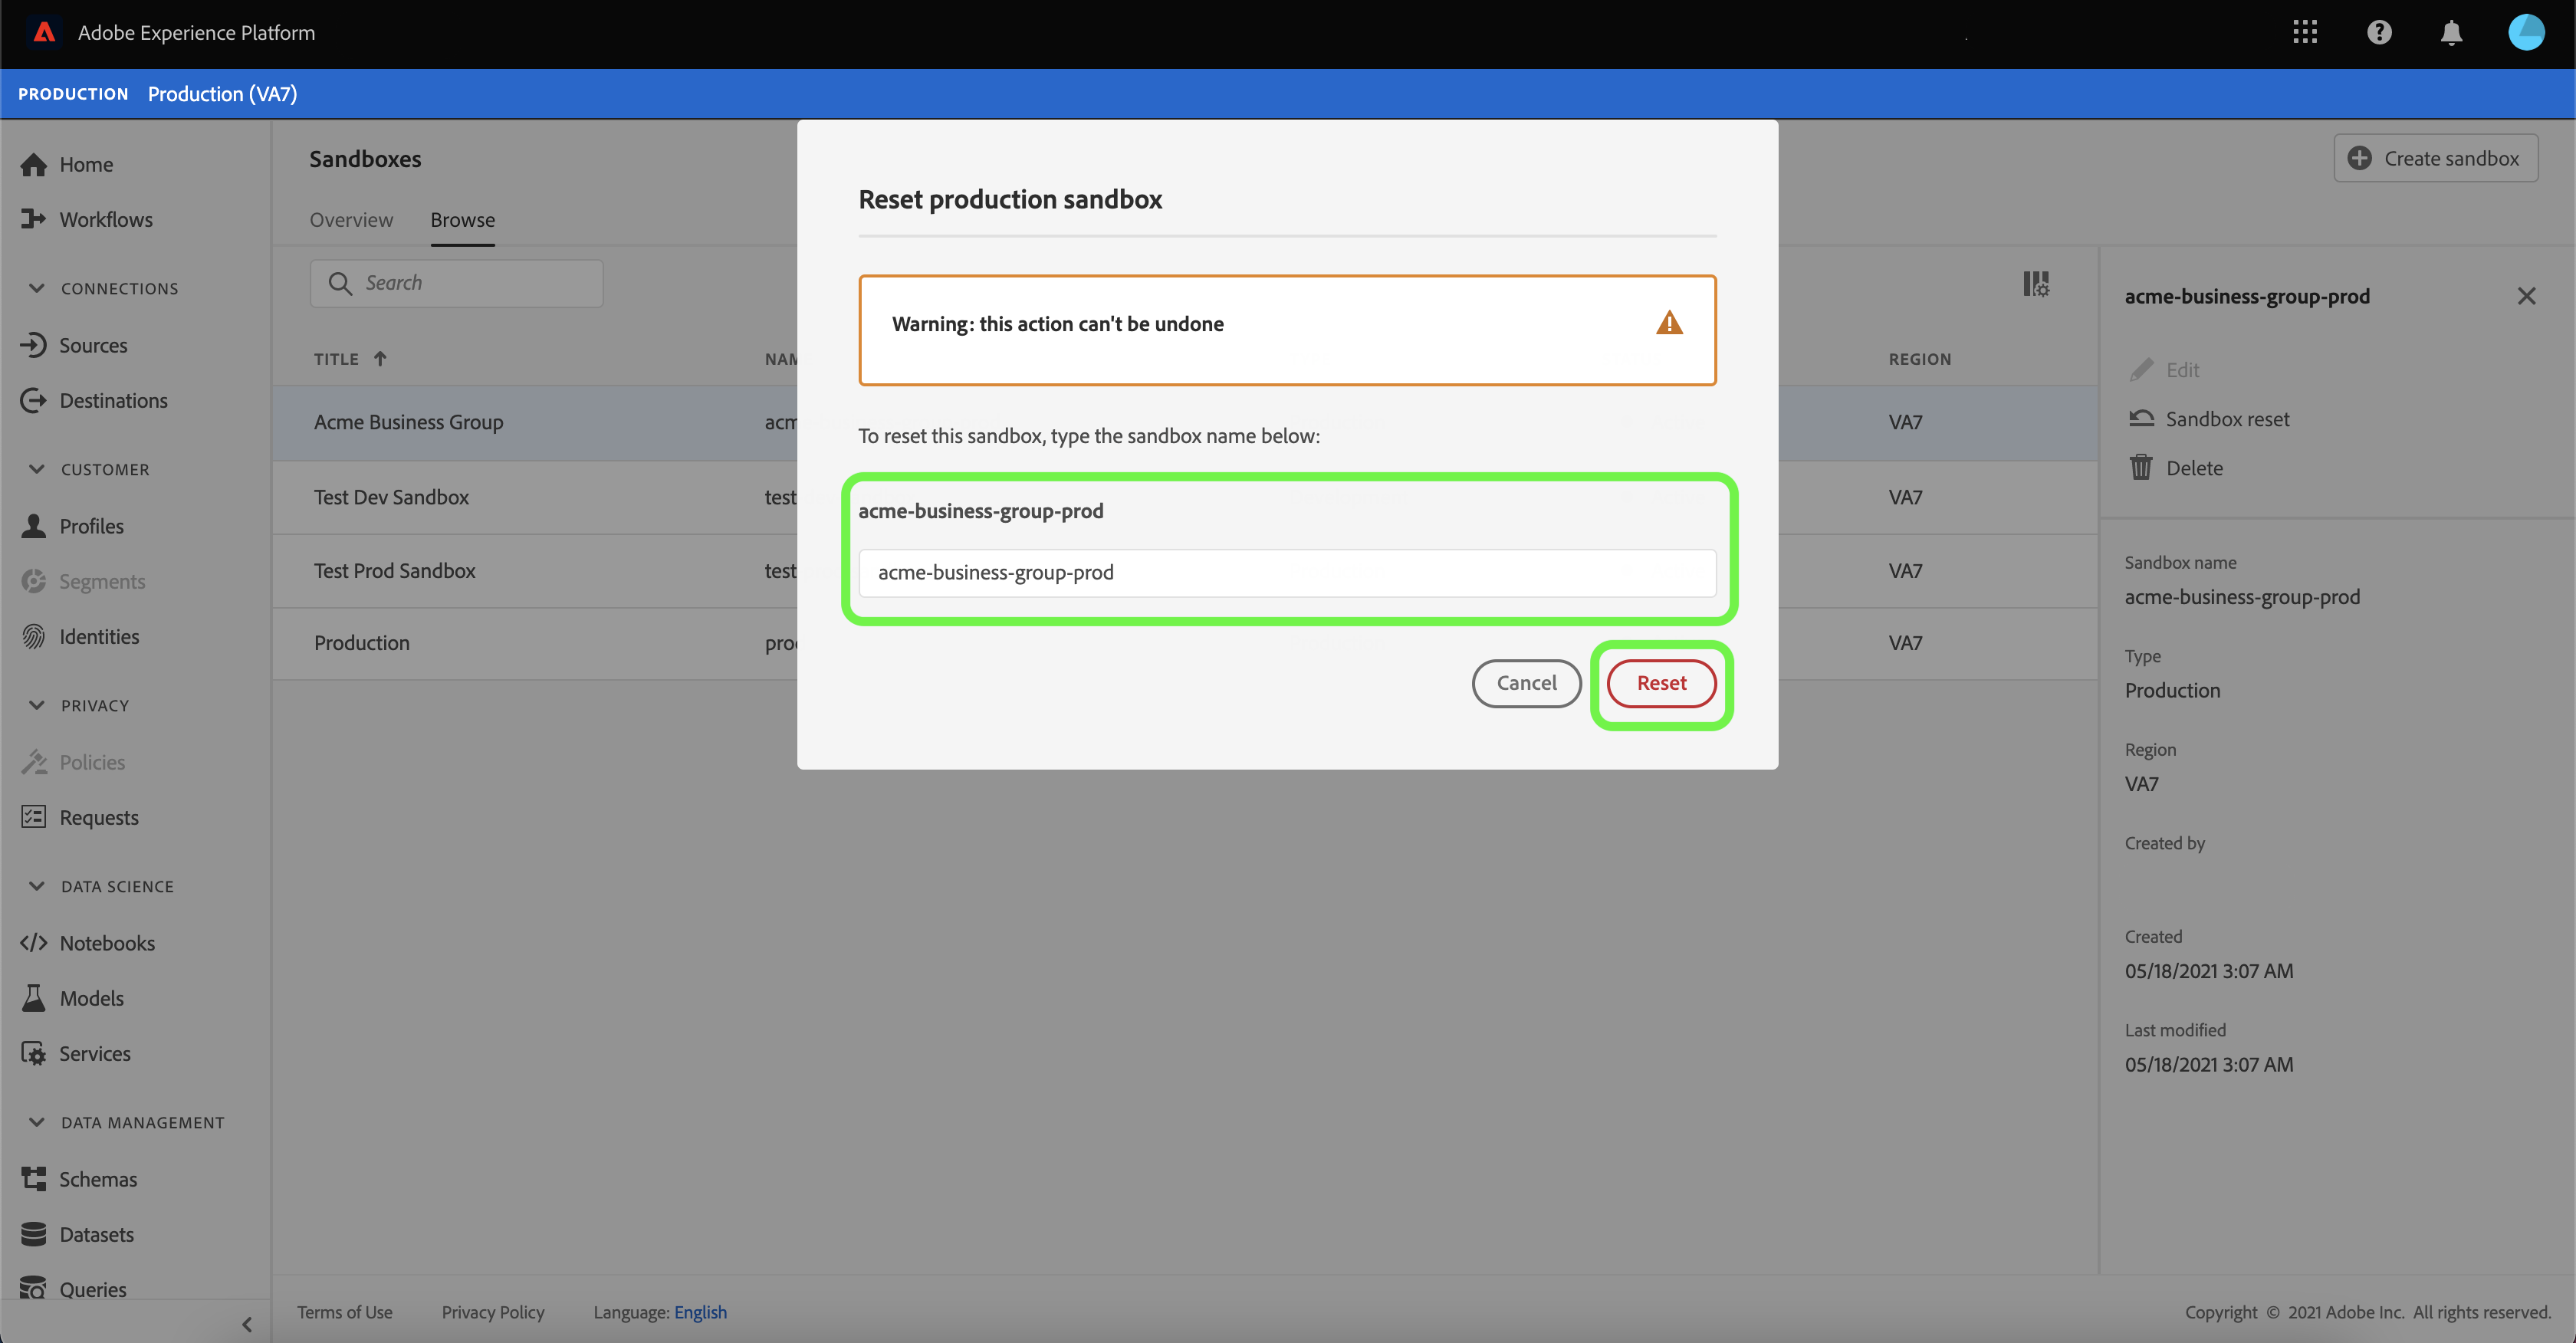 Adobe Experience Platform
PRODUCTION Production (VA7)
Home
Workflows
CONNECTIONS
Sources
Destinations
CUSTOMER
Profiles
Segments
Identities
PRIVACY
Policies
Requests
DATA SCIENCE
Notebooks
Models
Services
DATA MANAGEMENT
Schemas
Datasets
Queries
Sandboxes
Create sandbox
Overview Browse
Search
TITLE NAM REGION
Acme Business Group acm VA7
Test Dev Sandbox test VA7
Test Prod Sandbox test VA7
Production VA7
Reset production sandbox
Warning: this action can't be undone
To reset this sandbox, type the sandbox name below:
acme-business-group-prod
acme-business-group-prod
Cancel Reset
acme-business-group-prod
Edit
Sandbox reset
Delete
Sandbox name
acme-business-group-prod
Type
Production
Region
VA7
Created by
Created
05/18/2021 3:07 AM
Last modified
05/18/2021 3:07 AM
Terms of Use Privacy Policy Language: English
Copyright © 2021 Adobe Inc. All rights reserved.